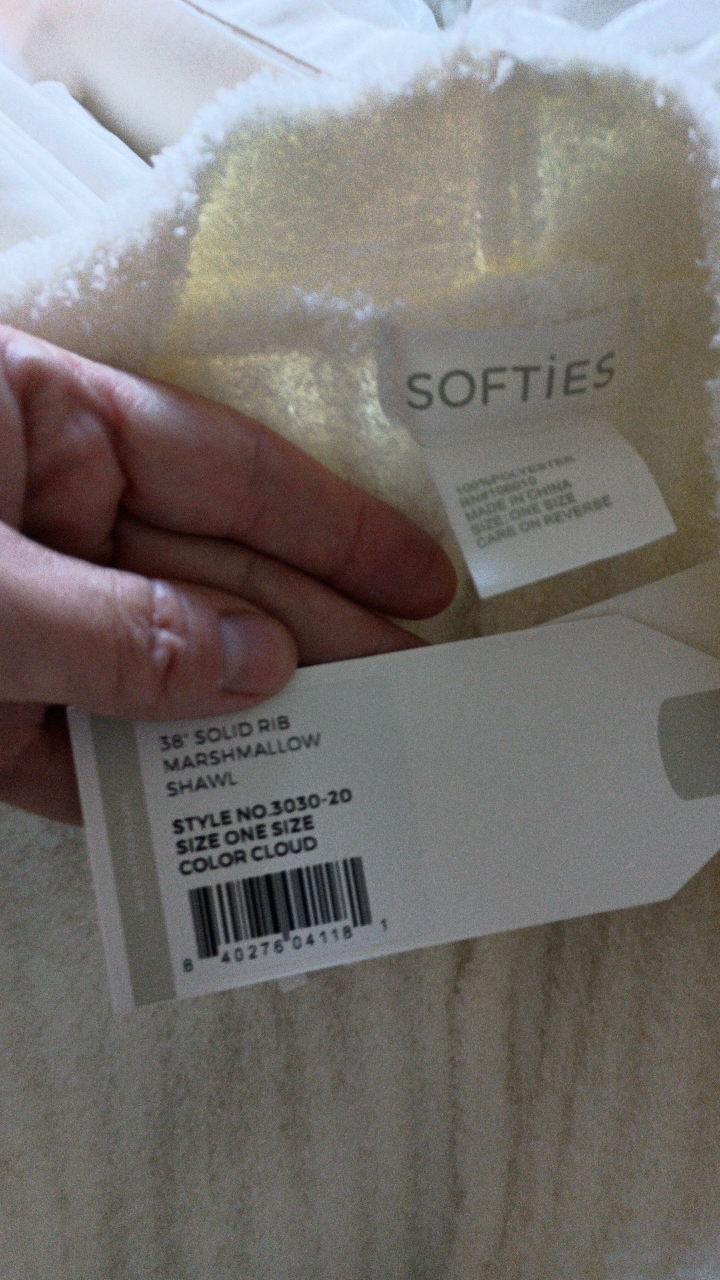 SOFTiES
100%POLYESTER
RN#106010
MADE IN CHINA
SIZE, ONE SIZE
CARE ON REVERSE
38" SOLID RIB
MARSHMALLOW
SHAWL
STYLE NO.3030-20
SIZE ONE SIZE
COLOR CLOUD
8 40276 04118 1